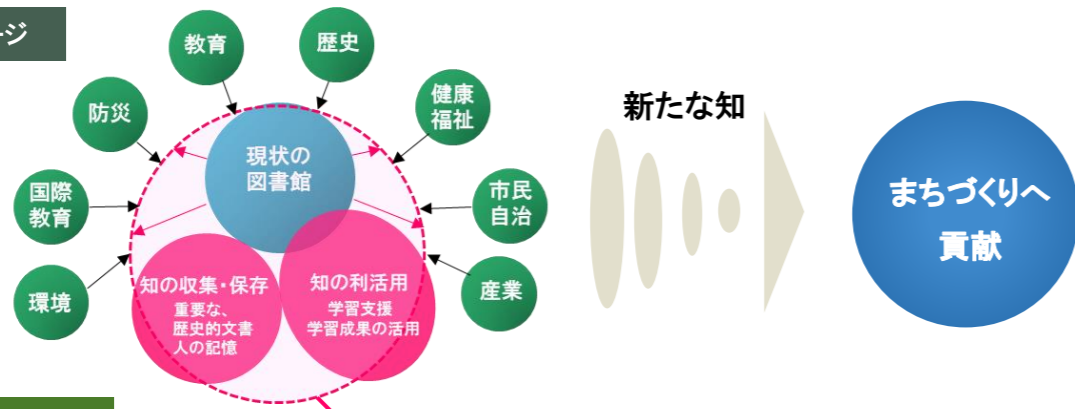 ージ
教育
歴史
防災
健康
福祉
現状の
図書館
国際
教育
市民
自治
環境
知の収集・保存
重要な、
歴史的文書
人の記憶
知の利活用
学習支援
学習成果の活用
産業
新たな知
まちづくりへ
貢献